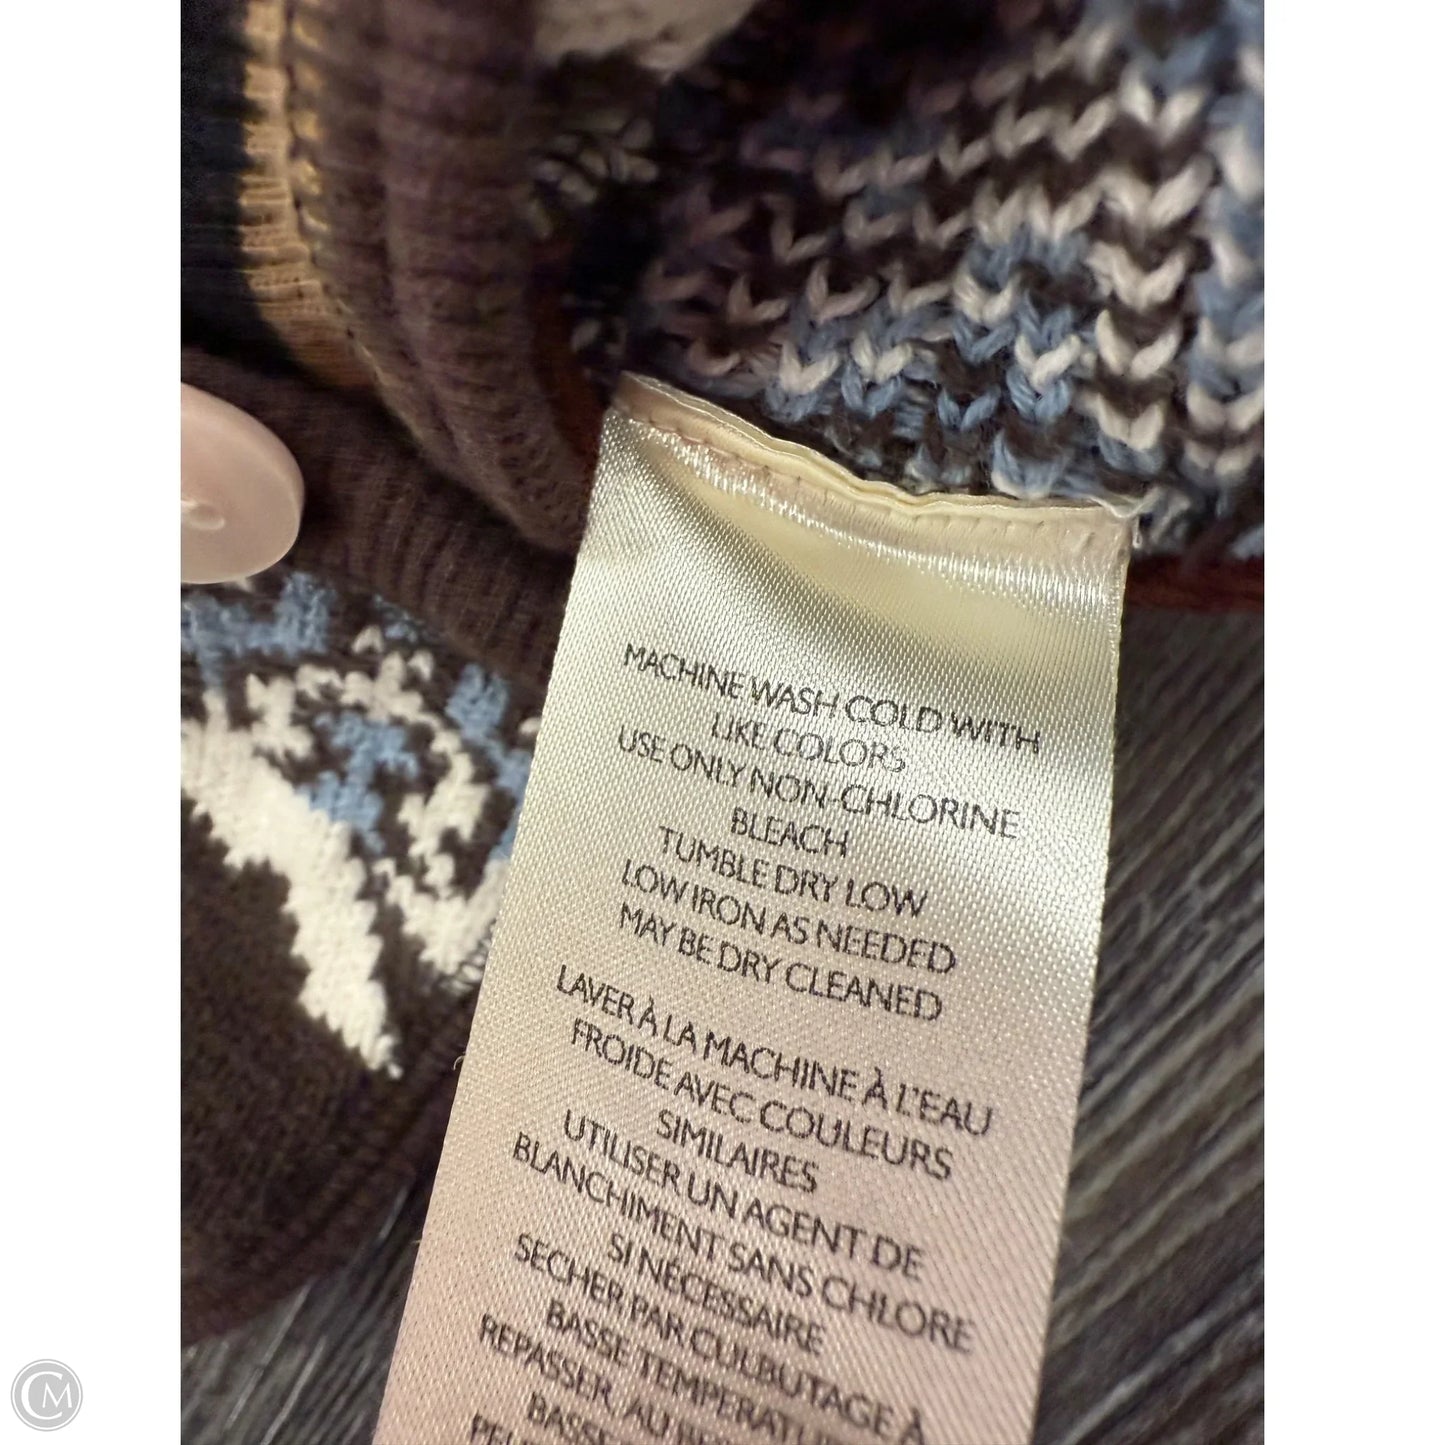 MACHINE WASH COLD WITH
LIKE COLORS
USE ONLY NON-CHLORINE
BLEACH
TUMBLE DRY LOW
LOW IRON AS NEEDED
MAY BE DRY CLEANED
LAVER À LA MACHINE À L'EAU
FROIDE AVEC COULEURS
SIMILAIRES
UTILISER UN AGENT DE
BLANCHIMENT SANS CHLORE
SI NÉCESSAIRE
SÉCHER PAR CULBUTAGE À
BASSE
REPASSER, AU
BASSE
CM